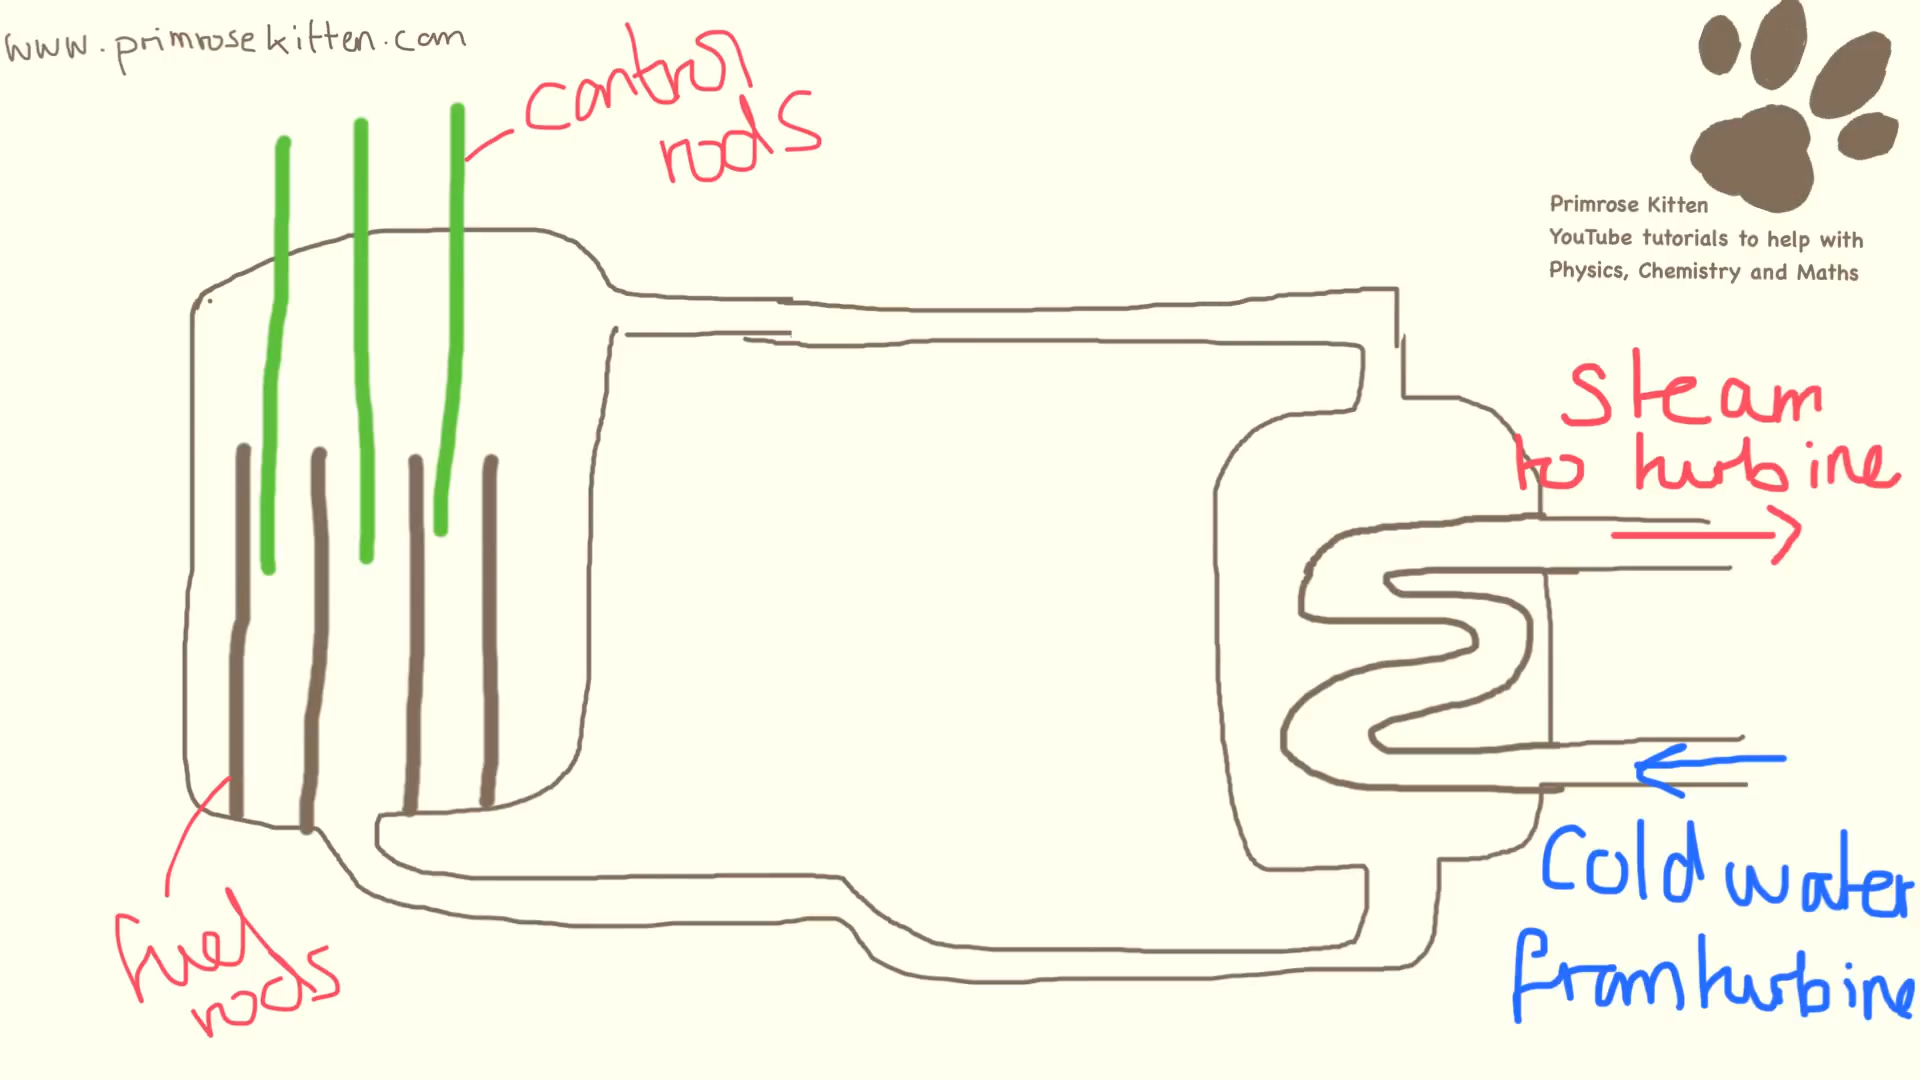 www.primrosekitten.com
control
rods
Primrose Kitten
YouTube tutorials to help with
Physics, Chemistry and Maths
Steam
to turbine
Cold water
from turbine
Fuel
rods